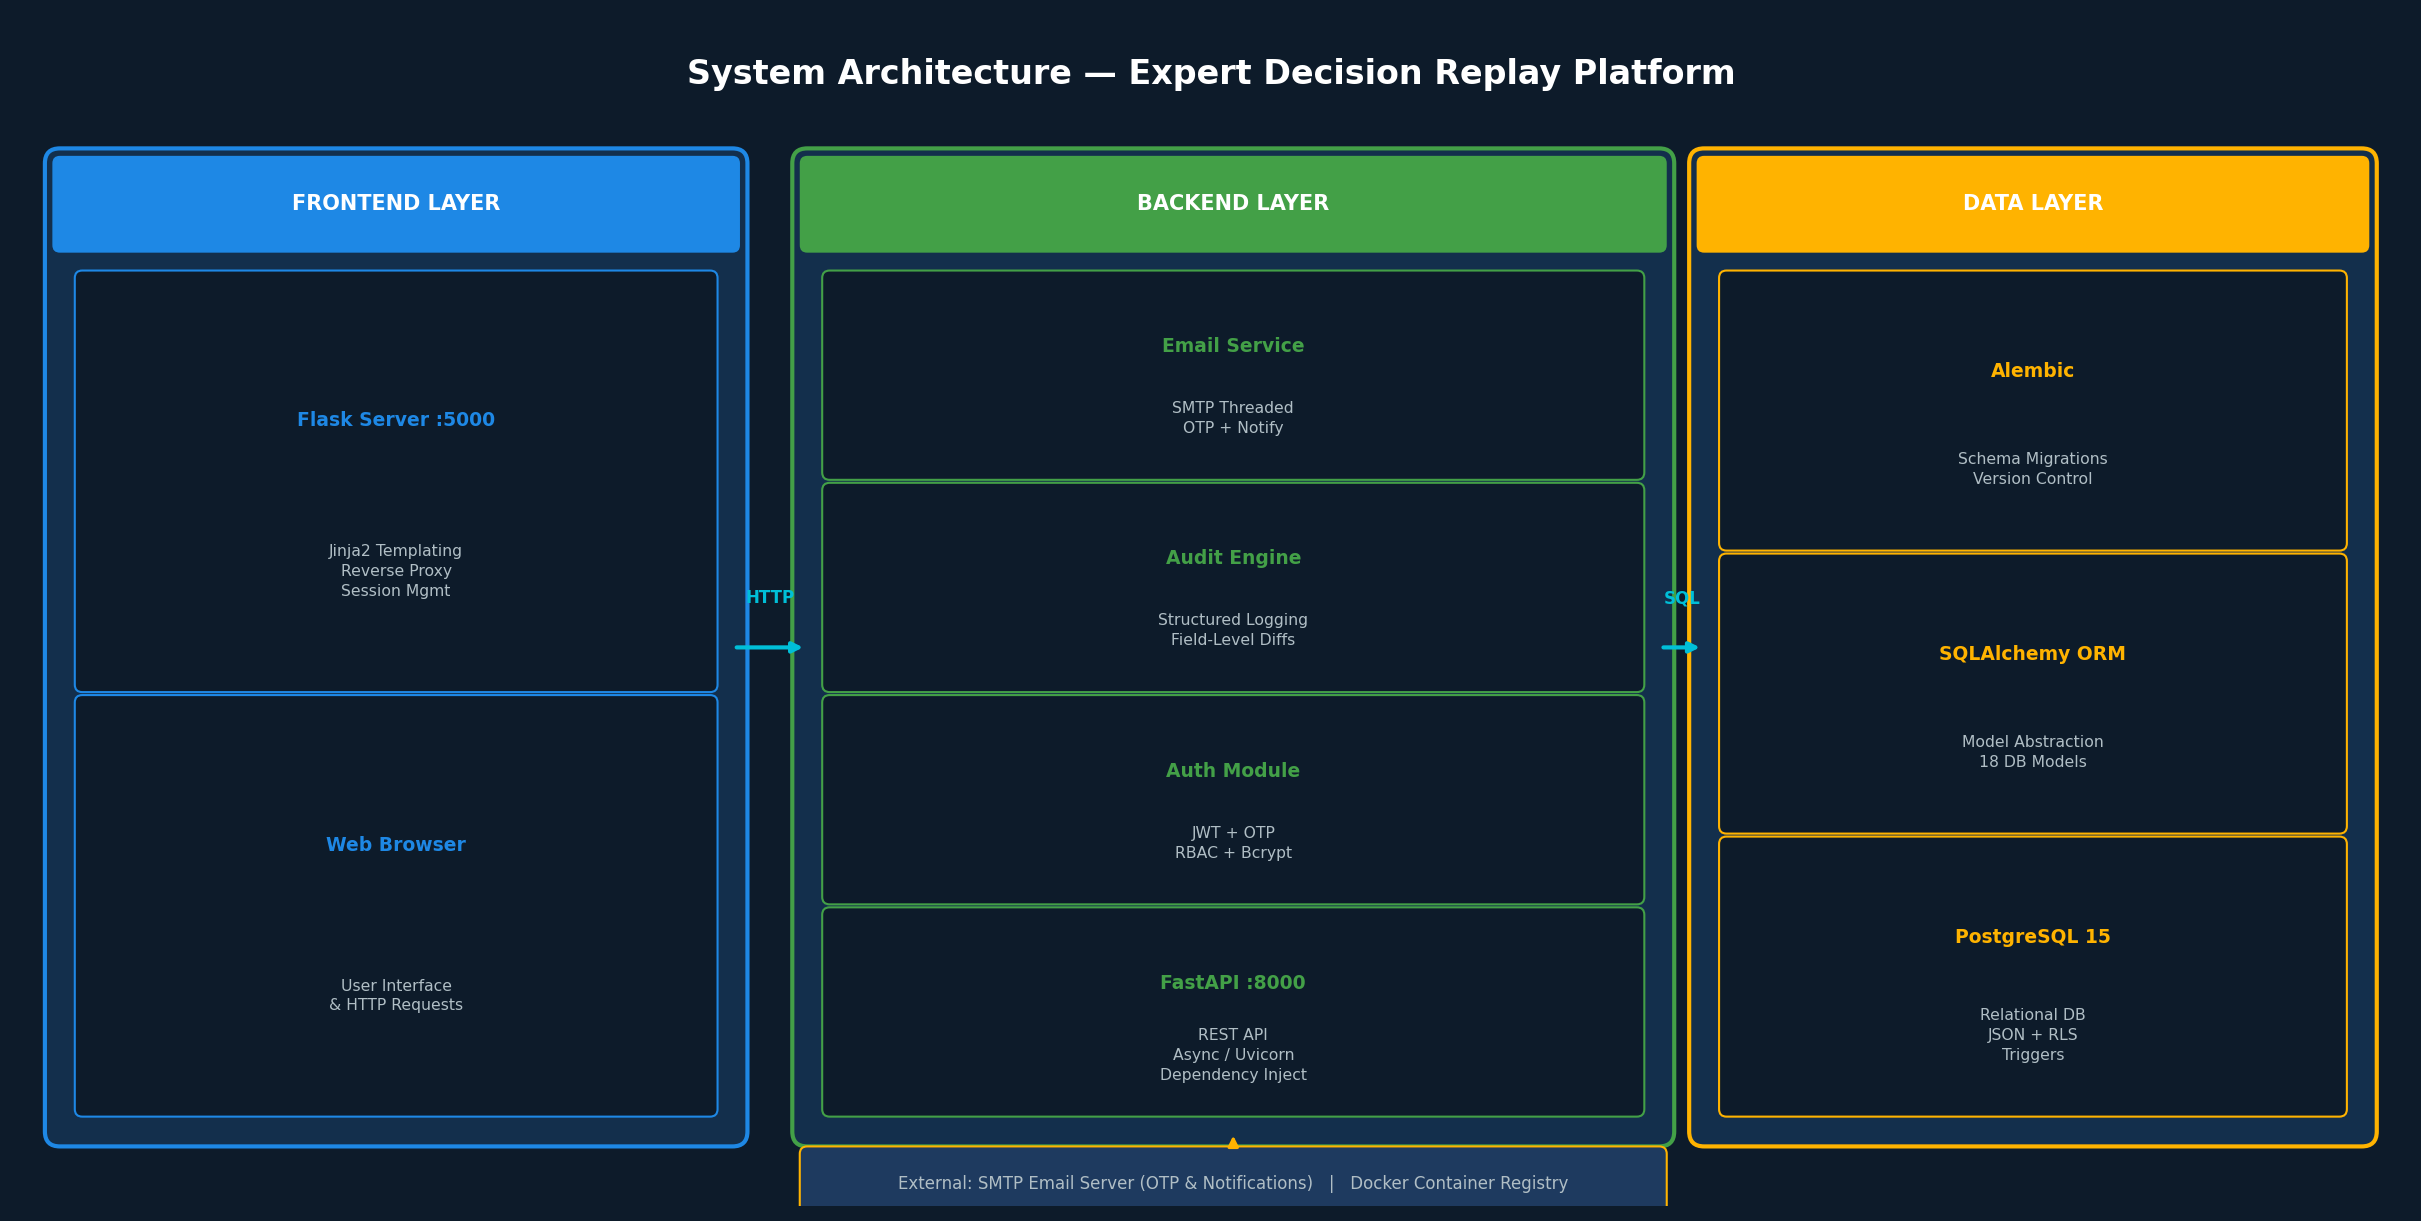 System Architecture — Expert Decision Replay Platform
FRONTEND LAYER
Flask Server :5000
Jinja2 Templating
Reverse Proxy
Session Mgmt
Web Browser
User Interface
& HTTP Requests
HTTP
BACKEND LAYER
Email Service
SMTP Threaded
OTP + Notify
Audit Engine
Structured Logging
Field-Level Diffs
Auth Module
JWT + OTP
RBAC + Bcrypt
FastAPI :8000
REST API
Async / Uvicorn
Dependency Inject
SQL
DATA LAYER
Alembic
Schema Migrations
Version Control
SQLAlchemy ORM
Model Abstraction
18 DB Models
PostgreSQL 15
Relational DB
JSON + RLS
Triggers
External: SMTP Email Server (OTP & Notifications) | Docker Container Registry